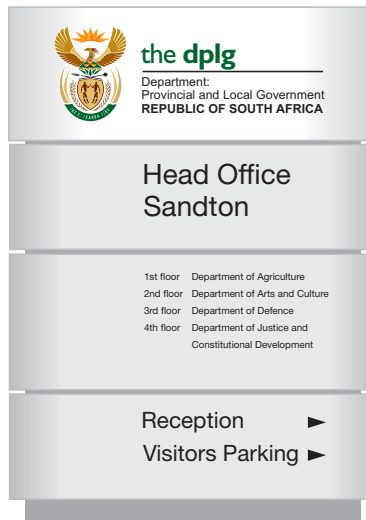 the dplg
Department:
Provincial and Local Government
REPUBLIC OF SOUTH AFRICA
Head Office
Sandton
1st floor Department of Agriculture
2nd floor Department of Arts and Culture
3rd floor Department of Defence
4th floor Department of Justice and
Constitutional Development
Reception ►
Visitors Parking ►